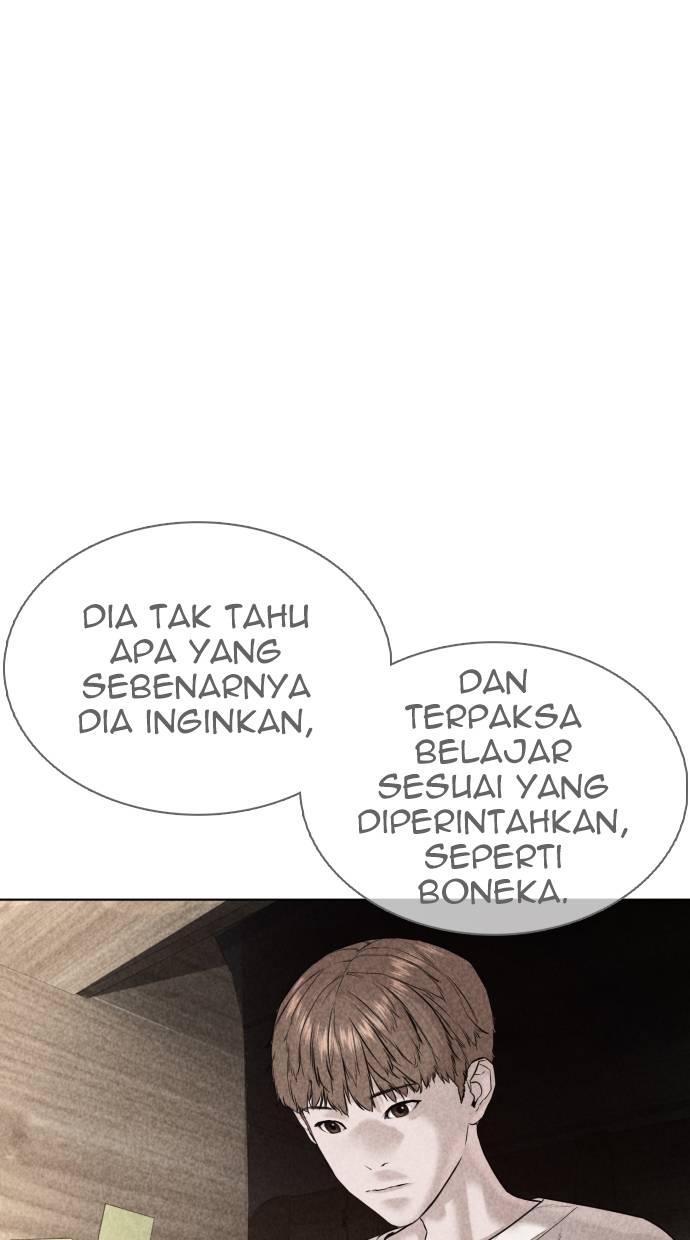 DIA TAK TAHU
APA YANG
SEBENARNYA
DIA INGINKAN,
DAN
TERPAKSA
BELAJAR
SESUAI YANG
DIPERINTAHKAN,
SEPERTI
BONEKA.